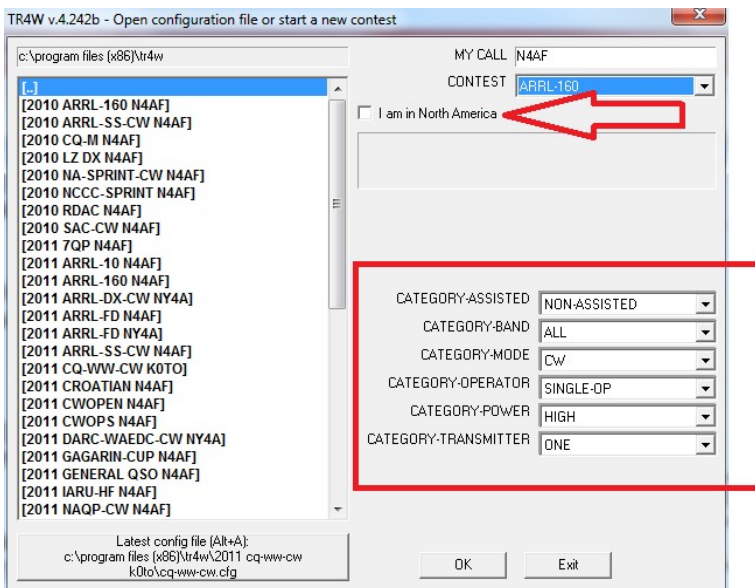 TR4W v.4.242b - Open configuration file or start a new contest
c:\program files (x86)\tr4w
[..]
[2010 ARRL-160 N4AF]
[2010 ARRL-SS-CW N4AF]
[2010 CQ-M N4AF]
[2010 LZ DX N4AF]
[2010 NA-SPRINT-CW N4AF]
[2010 NCCC-SPRINT N4AF]
[2010 RDAC N4AF]
[2010 SAC-CW N4AF]
[2011 7QP N4AF]
[2011 ARRL-10 N4AF]
[2011 ARRL-160 N4AF]
[2011 ARRL-DX-CW NY4A]
[2011 ARRL-FD N4AF]
[2011 ARRL-FD NY4A]
[2011 ARRL-SS-CW N4AF]
[2011 CQ-WW-CW K0TO]
[2011 CROATIAN N4AF]
[2011 CWOPEN N4AF]
[2011 CWOPS N4AF]
[2011 DARC-WAEDC-CW NY4A]
[2011 GAGARIN-CUP N4AF]
[2011 GENERAL QSO N4AF]
[2011 IARU-HF N4AF]
[2011 NAQP-CW N4AF]
Latest config file (Alt+A):
c:\program files (x86)\tr4w\2011 cq-ww-cw
k0to\cq-ww-cw.cfg
MY CALL N4AF
CONTEST ARRL-160
I am in North America
CATEGORY-ASSISTED NON-ASSISTED
CATEGORY-BAND ALL
CATEGORY-MODE CW
CATEGORY-OPERATOR SINGLE-OP
CATEGORY-POWER HIGH
CATEGORY-TRANSMITTER ONE
OK Exit